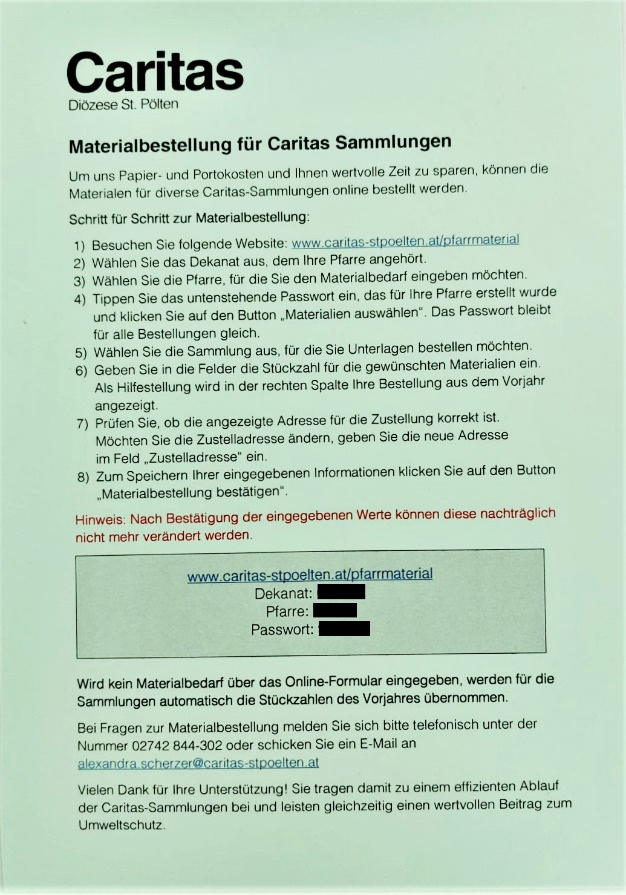 Caritas
Diözese St. Pölten
Materialbestellung für Caritas Sammlungen
Um uns Papier- und Portokosten und Ihnen wertvolle Zeit zu sparen, können die
Materialen für diverse Caritas-Sammlungen online bestellt werden.
Schritt für Schritt zur Materialbestellung:
1) Besuchen Sie folgende Website: www.caritas-stpoelten.at/pfarrmaterial
2) Wählen Sie das Dekanat aus, dem Ihre Pfarre angehört.
3) Wählen Sie die Pfarre, für die Sie den Materialbedarf eingeben möchten.
4) Tippen Sie das untenstehende Passwort ein, das für Ihre Pfarre erstellt wurde
und klicken Sie auf den Button „Materialien auswählen“. Das Passwort bleibt
für alle Bestellungen gleich.
5) Wählen Sie die Sammlung aus, für die Sie Unterlagen bestellen möchten.
6) Geben Sie in die Felder die Stückzahl für die gewünschten Materialien ein.
Als Hilfestellung wird in der rechten Spalte Ihre Bestellung aus dem Vorjahr
angezeigt.
7) Prüfen Sie, ob die angezeigte Adresse für die Zustellung korrekt ist.
Möchten Sie die Zustelladresse ändern, geben Sie die neue Adresse
im Feld „Zustelladresse“ ein.
8) Zum Speichern Ihrer eingegebenen Informationen klicken Sie auf den Button
„Materialbestellung bestätigen“.
Hinweis: Nach Bestätigung der eingegebenen Werte können diese nachträglich
nicht mehr verändert werden.
www.caritas-stpoelten.at/pfarrmaterial
Dekanat:
Pfarre:
Passwort:
Wird kein Materialbedarf über das Online-Formular eingegeben, werden für die
Sammlungen automatisch die Stückzahlen des Vorjahres übernommen.
Bei Fragen zur Materialbestellung melden Sie sich bitte telefonisch unter der
Nummer 02742 844-302 oder schicken Sie ein E-Mail an
alexandra.scherzer@caritas-stpoelten.at
Vielen Dank für Ihre Unterstützung! Sie tragen damit zu einem effizienten Ablauf
der Caritas-Sammlungen bei und leisten gleichzeitig einen wertvollen Beitrag zum
Umweltschutz.